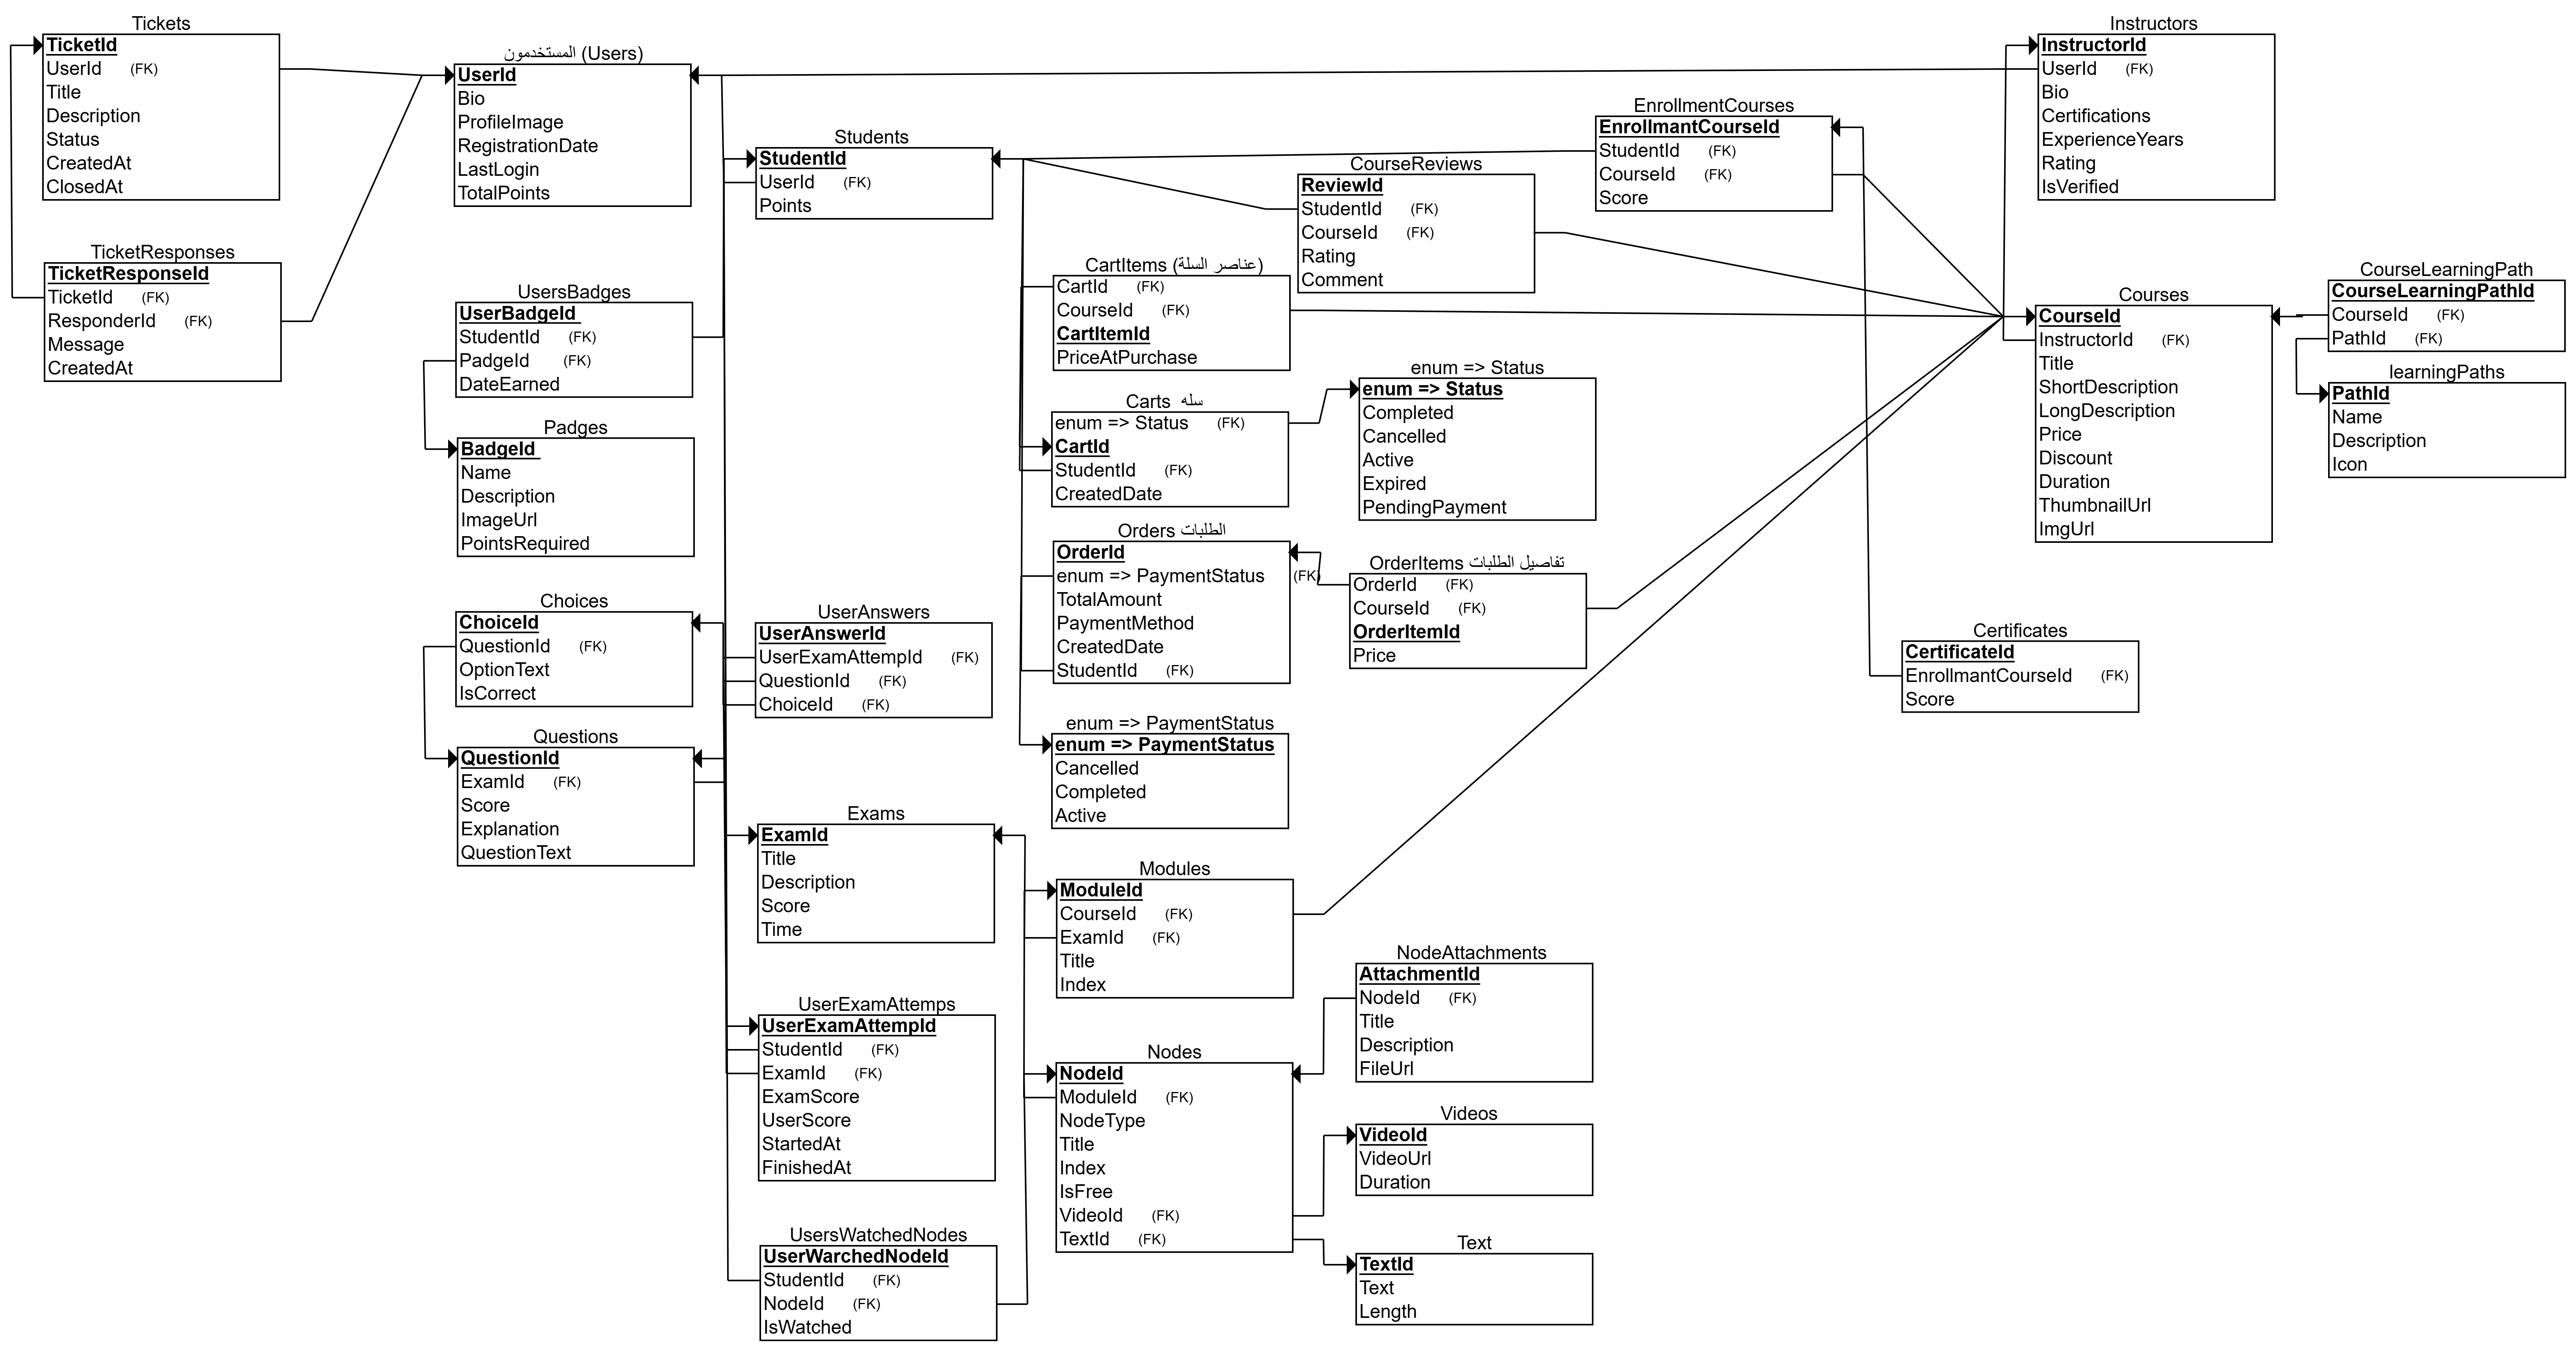 Tickets
TicketId
UserId (FK)
Title
Description
Status
CreatedAt
ClosedAt
TicketResponses
TicketResponseId
TicketId (FK)
ResponderId (FK)
Message
CreatedAt
المستخدمون (Users)
UserId
Bio
ProfileImage
RegistrationDate
LastLogin
TotalPoints
UsersBadges
UserBadgeId
StudentId (FK)
PadgeId (FK)
DateEarned
Padges
BadgeId
Name
Description
ImageUrl
PointsRequired
Choices
ChoiceId
QuestionId (FK)
OptionText
IsCorrect
Questions
QuestionId
ExamId (FK)
Score
Explanation
QuestionText
Students
StudentId
UserId (FK)
Points
UserAnswers
UserAnswerId
UserExamAttempId (FK)
QuestionId (FK)
ChoiceId (FK)
Exams
ExamId
Title
Description
Score
Time
UserExamAttemps
UserExamAttempId
StudentId (FK)
ExamId (FK)
ExamScore
UserScore
StartedAt
FinishedAt
UsersWatchedNodes
UserWarchedNodeId
StudentId (FK)
NodeId (FK)
IsWatched
CartItems (عناصر السلة)
CartId (FK)
CourseId (FK)
CartItemId
PriceAtPurchase
Carts سله
enum => Status (FK)
CartId
StudentId (FK)
CreatedDate
Orders الطلبات
OrderId
enum => PaymentStatus (FK)
TotalAmount
PaymentMethod
CreatedDate
StudentId (FK)
enum => PaymentStatus
enum => PaymentStatus
Cancelled
Completed
Active
Modules
ModuleId
CourseId (FK)
ExamId (FK)
Title
Index
Nodes
NodeId
ModuleId (FK)
NodeType
Title
Index
IsFree
VideoId (FK)
TextId (FK)
CourseReviews
ReviewId
StudentId (FK)
CourseId (FK)
Rating
Comment
enum => Status
enum => Status
Completed
Cancelled
Active
Expired
PendingPayment
OrderItems تفاصيل الطلبات
OrderId (FK)
CourseId (FK)
OrderItemId
Price
NodeAttachments
AttachmentId
NodeId (FK)
Title
Description
FileUrl
Videos
VideoId
VideoUrl
Duration
Text
TextId
Text
Length
EnrollmentCourses
EnrollmantCourseId
StudentId (FK)
CourseId (FK)
Score
Certificates
CertificateId
EnrollmantCourseId (FK)
Score
Instructors
InstructorId
UserId (FK)
Bio
Certifications
ExperienceYears
Rating
IsVerified
Courses
CourseId
InstructorId (FK)
Title
ShortDescription
LongDescription
Price
Discount
Duration
ThumbnailUrl
ImgUrl
CourseLearningPath
CourseLearningPathId
CourseId (FK)
PathId (FK)
learningPaths
PathId
Name
Description
Icon